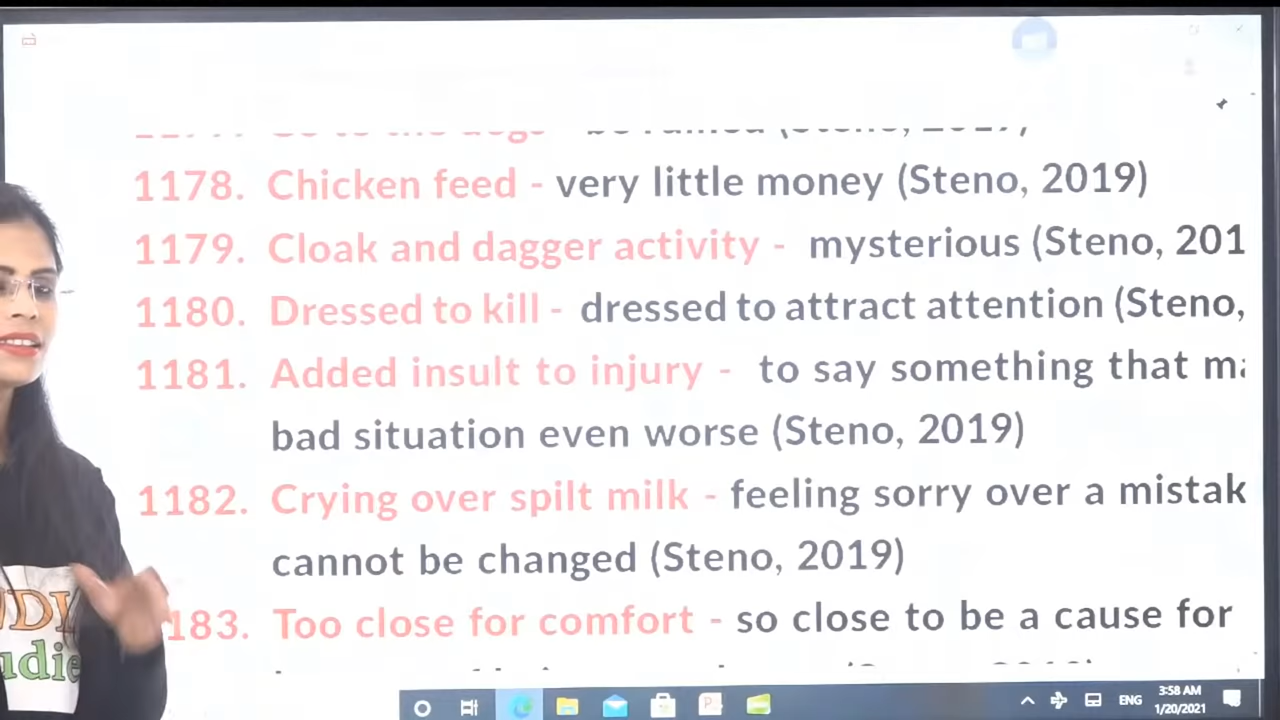 1178. Chicken feed - very little money (Steno, 2019)
1179. Cloak and dagger activity - mysterious (Steno, 201
1180. Dressed to kill - dressed to attract attention (Steno,
1181. Added insult to injury - to say something that
bad situation even worse (Steno, 2019)
1182. Crying over spilt milk - feeling sorry over a mistak
cannot be changed (Steno, 2019)
183. Too close for comfort - so close to be a cause for
ENG
3:58 AM
1/20/2021